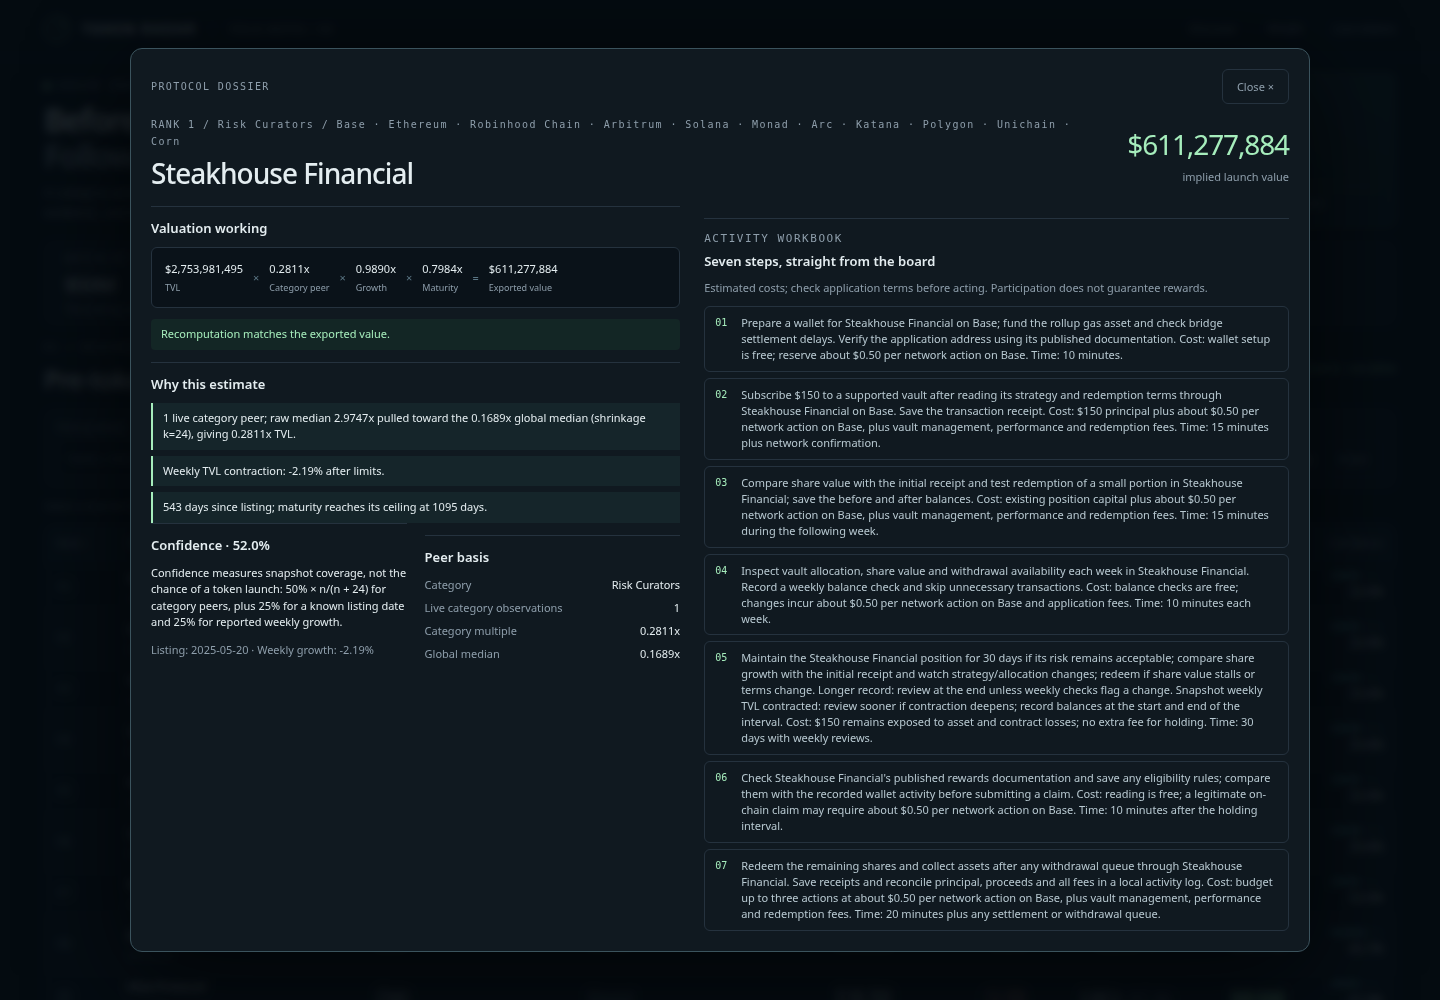 PROTOCOL DOSSIER
Close ×
RANK 1 / Risk Curators / Base · Ethereum · Robinhood Chain · Arbitrum · Solana · Monad · Arc · Katana · Polygon · Unichain ·
Corn
Steakhouse Financial
$611,277,884
implied launch value
Valuation working
$2,753,981,495 × 0.2811x × 0.9890x × 0.7984x = $611,277,884
TVL Category peer Growth Maturity Exported value
Recomputation matches the exported value.
Why this estimate
1 live category peer; raw median 2.9747x pulled toward the 0.1689x global median (shrinkage
k=24), giving 0.2811x TVL.
Weekly TVL contraction: -2.19% after limits.
543 days since listing; maturity reaches its ceiling at 1095 days.
Confidence · 52.0%
Confidence measures snapshot coverage, not the
chance of a token launch: 50% × n/(n + 24) for
category peers, plus 25% for a known listing date
and 25% for reported weekly growth.
Listing: 2025-05-20 · Weekly growth: -2.19%
Peer basis
Category Risk Curators
Live category observations 1
Category multiple 0.2811x
Global median 0.1689x
ACTIVITY WORKBOOK
Seven steps, straight from the board
Estimated costs; check application terms before acting. Participation does not guarantee rewards.
01 Prepare a wallet for Steakhouse Financial on Base; fund the rollup gas asset and check bridge
settlement delays. Verify the application address using its published documentation. Cost: wallet setup
is free; reserve about $0.50 per network action on Base. Time: 10 minutes.
02 Subscribe $150 to a supported vault after reading its strategy and redemption terms through
Steakhouse Financial on Base. Save the transaction receipt. Cost: $150 principal plus about $0.50 per
network action on Base, plus vault management, performance and redemption fees. Time: 15 minutes
plus network confirmation.
03 Compare share value with the initial receipt and test redemption of a small portion in Steakhouse
Financial; save the before and after balances. Cost: existing position capital plus about $0.50 per
network action on Base, plus vault management, performance and redemption fees. Time: 15 minutes
during the following week.
04 Inspect vault allocation, share value and withdrawal availability each week in Steakhouse Financial.
Record a weekly balance check and skip unnecessary transactions. Cost: balance checks are free;
changes incur about $0.50 per network action on Base and application fees. Time: 10 minutes each
week.
05 Maintain the Steakhouse Financial position for 30 days if its risk remains acceptable; compare share
growth with the initial receipt and watch strategy/allocation changes; redeem if share value stalls or
terms change. Longer record: review at the end unless weekly checks flag a change. Snapshot weekly
TVL contracted: review sooner if contraction deepens; record balances at the start and end of the
interval. Cost: $150 remains exposed to asset and contract losses; no extra fee for holding. Time: 30
days with weekly reviews.
06 Check Steakhouse Financial's published rewards documentation and save any eligibility rules; compare
them with the recorded wallet activity before submitting a claim. Cost: reading is free; a legitimate on-
chain claim may require about $0.50 per network action on Base. Time: 10 minutes after the holding
interval.
07 Redeem the remaining shares and collect assets after any withdrawal queue through Steakhouse
Financial. Save receipts and reconcile principal, proceeds and all fees in a local activity log. Cost: budget
up to three actions at about $0.50 per network action on Base, plus vault management, performance
and redemption fees. Time: 20 minutes plus any settlement or withdrawal queue.